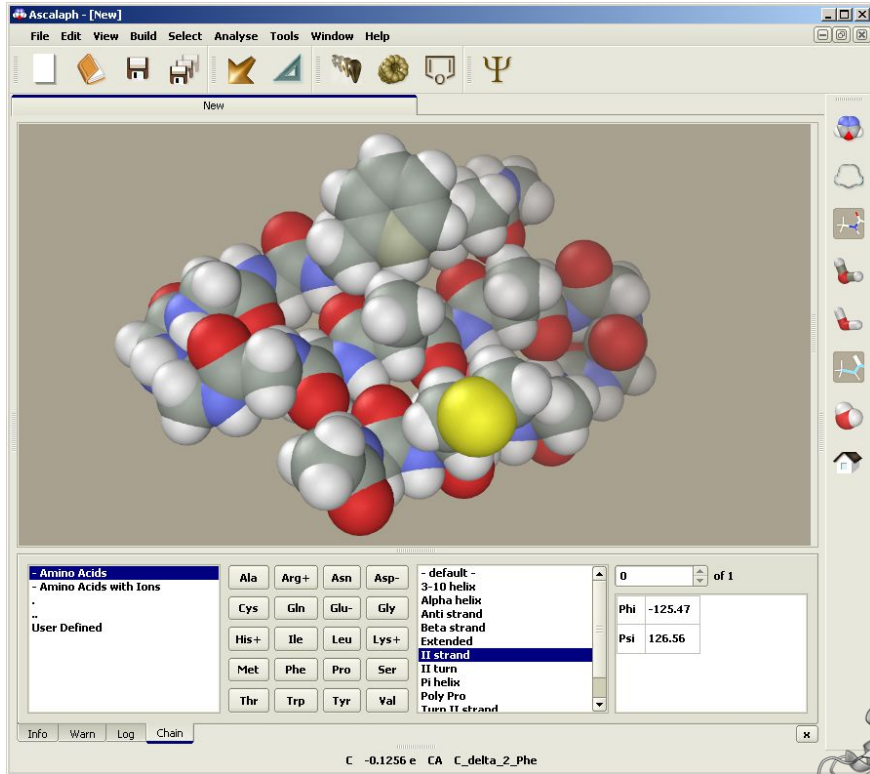 Ascalaph - [New]
File Edit View Build Select Analyse Tools Window Help
Ψ
New
- Amino Acids
- Amino Acids with Ions
.
..
User Defined
Ala Arg+ Asn Asp-
Cys Gln Glu- Gly
His+ Ile Leu Lys+
Met Phe Pro Ser
Thr Trp Tyr Val
- default -
3-10 helix
Alpha helix
Anti strand
Beta strand
Extended
II strand
II turn
Pi helix
Poly Pro
Turn II strand
0 of 1
Phi -125.47
Psi 126.56
Info Warn Log Chain
C -0.1256 e CA C_delta_2_Phe